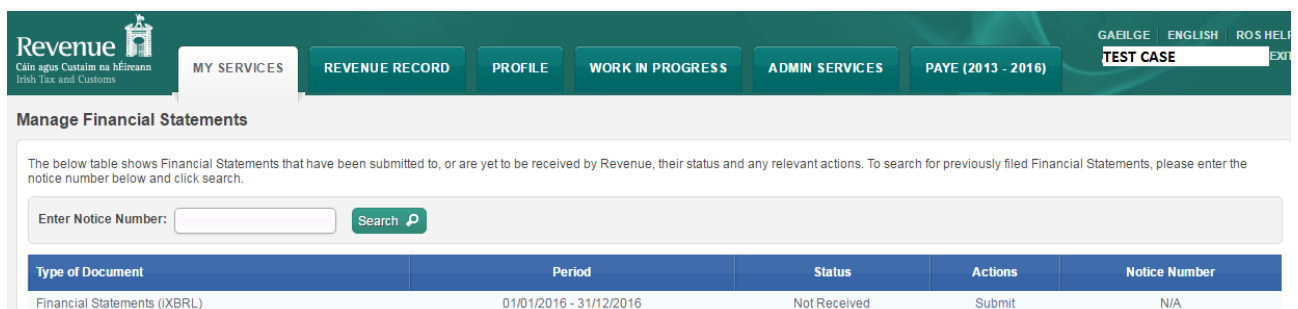 GAEILGE ENGLISH ROS HELP
Revenue
Cáin agus Custaim na hÉireann
Irish Tax and Customs
MY SERVICES REVENUE RECORD PROFILE WORK IN PROGRESS ADMIN SERVICES PAYE (2013 - 2016) TEST CASE EXIT
Manage Financial Statements
The below table shows Financial Statements that have been submitted to, or are yet to be received by Revenue, their status and any relevant actions. To search for previously filed Financial Statements, please enter the
notice number below and click search.
Enter Notice Number: Search
Type of Document Period Status Actions Notice Number
Financial Statements (iXBRL) 01/01/2016 - 31/12/2016 Not Received Submit N/A